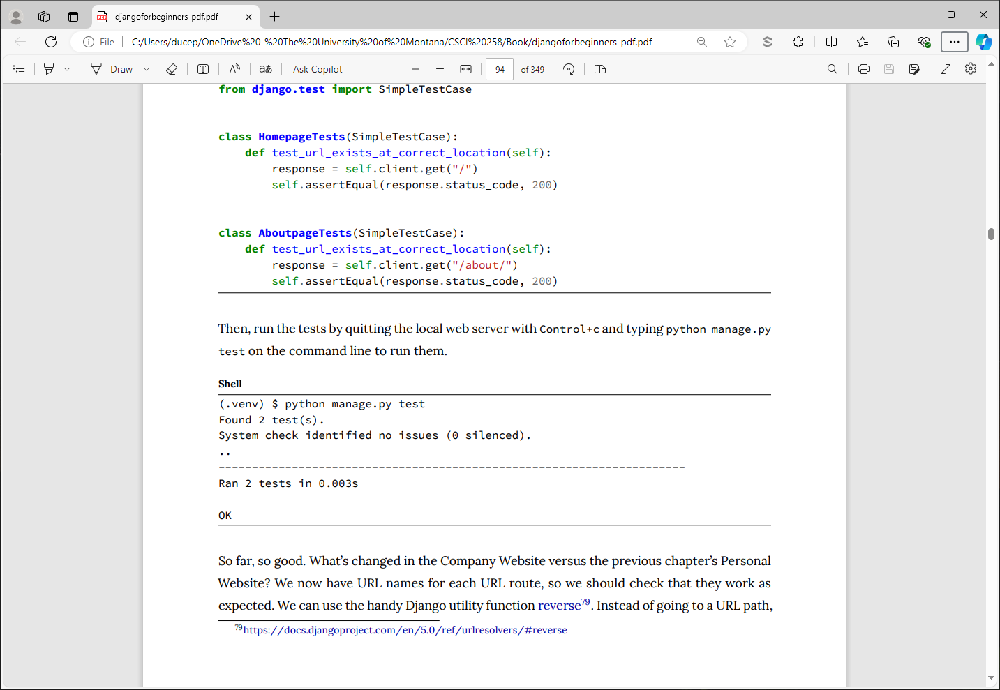 djangoforbeginners-pdf.pdf
File
C:/Users/ducep/OneDrive%20-%20The%20University%20of%20Montana/CSCI%20258/Book/djangoforbeginners-pdf.pdf
Draw
Ask Copilot
94
of 349
from django.test import SimpleTestCase
class HomepageTests(SimpleTestCase):
    def test_url_exists_at_correct_location(self):
        response = self.client.get("/")
        self.assertEqual(response.status_code, 200)
class AboutpageTests(SimpleTestCase):
    def test_url_exists_at_correct_location(self):
        response = self.client.get("/about/")
        self.assertEqual(response.status_code, 200)
Then, run the tests by quitting the local web server with Control+c and typing python manage.py
test on the command line to run them.
Shell
(.venv) $ python manage.py test
Found 2 test(s).
System check identified no issues (0 silenced).
..
----------------------------------------------------------------------
Ran 2 tests in 0.003s
OK
So far, so good. What’s changed in the Company Website versus the previous chapter’s Personal
Website? We now have URL names for each URL route, so we should check that they work as
expected. We can use the handy Django utility function reverse79. Instead of going to a URL path,
79https://docs.djangoproject.com/en/5.0/ref/urlresolvers/#reverse